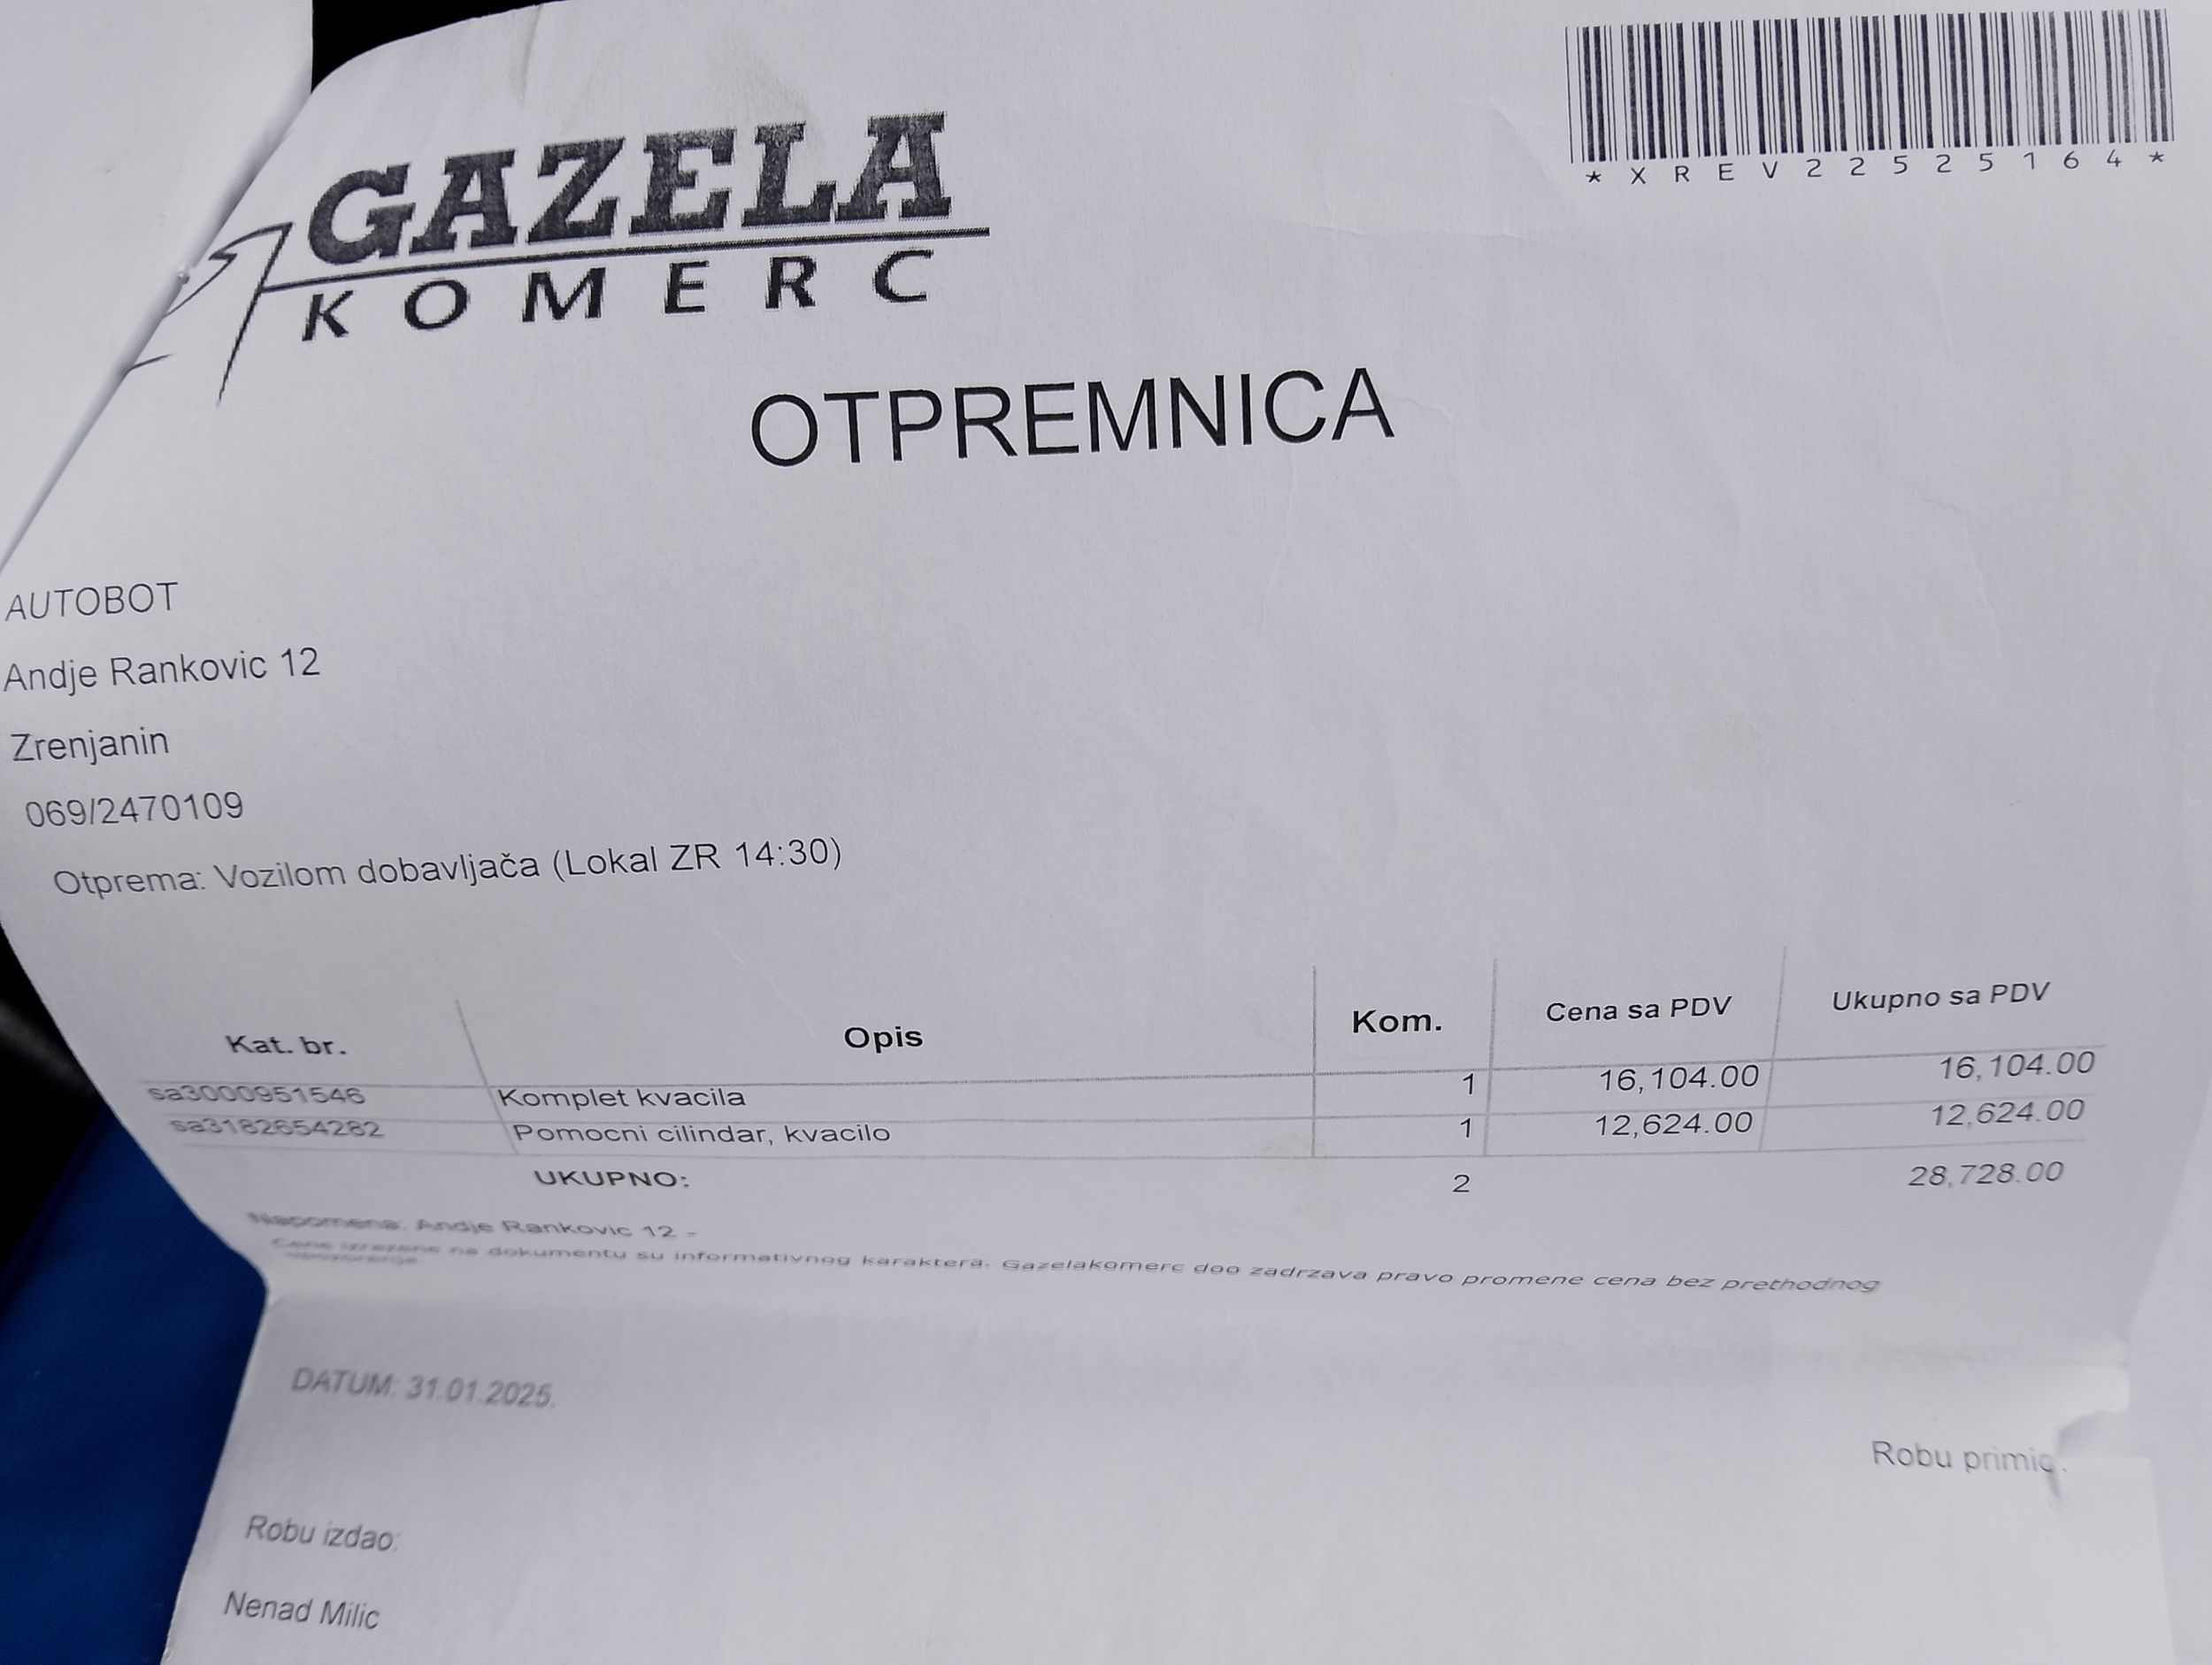 *XREV22525164*
GAZELA
KOMERC
OTPREMNICA
AUTOBOT
Andje Rankovic 12
Zrenjanin
069/2470109
Otprema: Vozilom dobavljača (Lokal ZR 14:30)
Kat. br. Opis Kom. Cena sa PDV Ukupno sa PDV
sa3000951546 Komplet kvacila 1 16,104.00 16,104.00
sa3182654282 Pomocni cilindar, kvacilo 1 12,624.00 12,624.00
UKUPNO: 2 28,728.00
Napomena: Andje Rankovic 12 -
Cene izrazene na dokumentu su informativnog karaktera. Gazelakomerc doo zadrzava pravo promene cena bez prethodnog
upozorenja.
DATUM: 31.01.2025.
Robu primio:
Robu izdao:
Nenad Milic